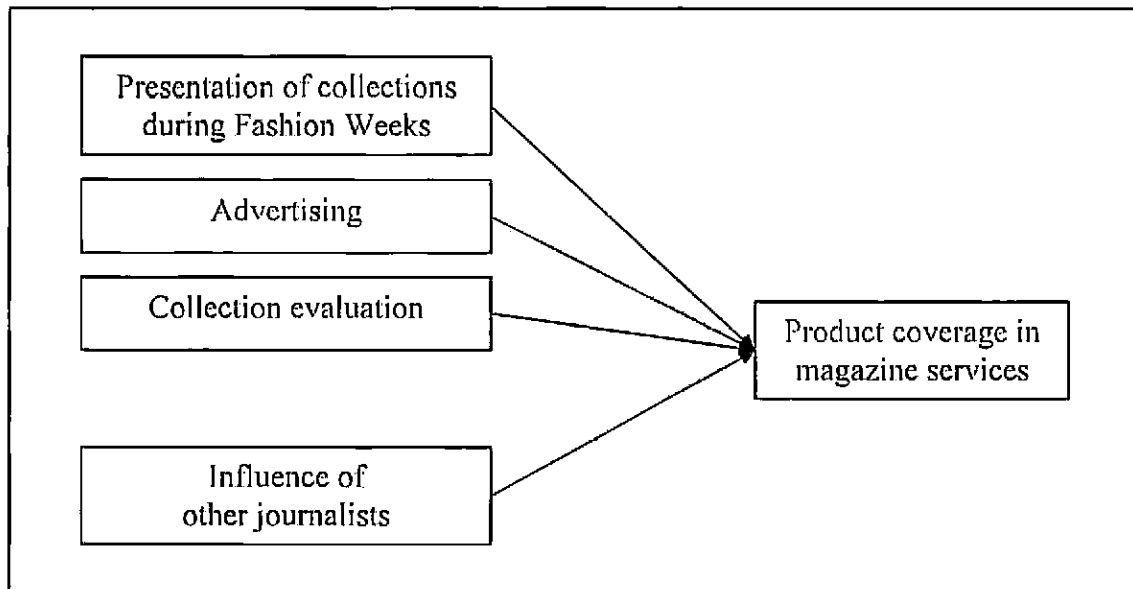 Presentation of collections
during Fashion Weeks
Advertising
Collection evaluation
Product coverage in
magazine services
Influence of
other journalists